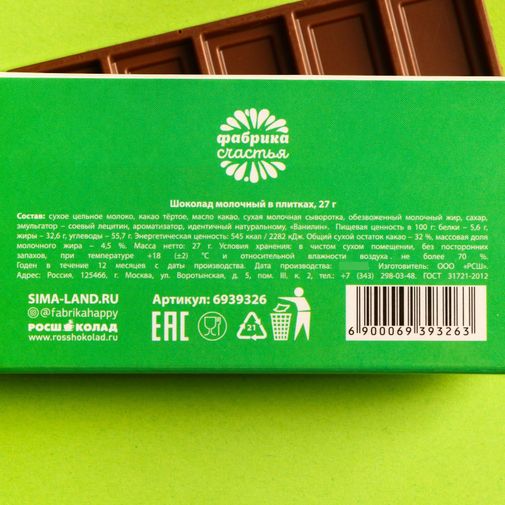 фабрика
счастья
Шоколад молочный в плитках, 27 г
Состав: сухое цельное молоко, какао тёртое, масло какао, сухая молочная сыворотка, обезвоженный молочный жир, сахар,
эмульгатор – соевый лецитин, ароматизатор, идентичный натуральному, «Ванилин». Пищевая ценность в 100 г: белки – 5,6 г,
жиры – 32,6 г, углеводы – 55,7 г. Энергетическая ценность: 545 ккал / 2282 кДж. Общий сухой остаток какао – 32 %, массовая доля
молочного жира – 4,5 %. Масса нетто: 27 г. Условия хранения: в чистом сухом помещении, без посторонних
запахов, при температуре +18 (±2) °С и относительной влажности воздуха не более 70 %.
Годен в течение 12 месяцев с даты производства. Дата производства: Изготовитель: ООО «РСШ».
Адрес: Россия, 125466, г. Москва, ул. Воротынская, д. 5, пом. III, к. 2, тел.: +7 (343) 298-03-48. ГОСТ 31721-2012
SIMA-LAND.RU
@fabrikahappy
РОСШОКОЛАД
www.rosshokolad.ru
Артикул: 6939326
EAC
21
6 900069 393263